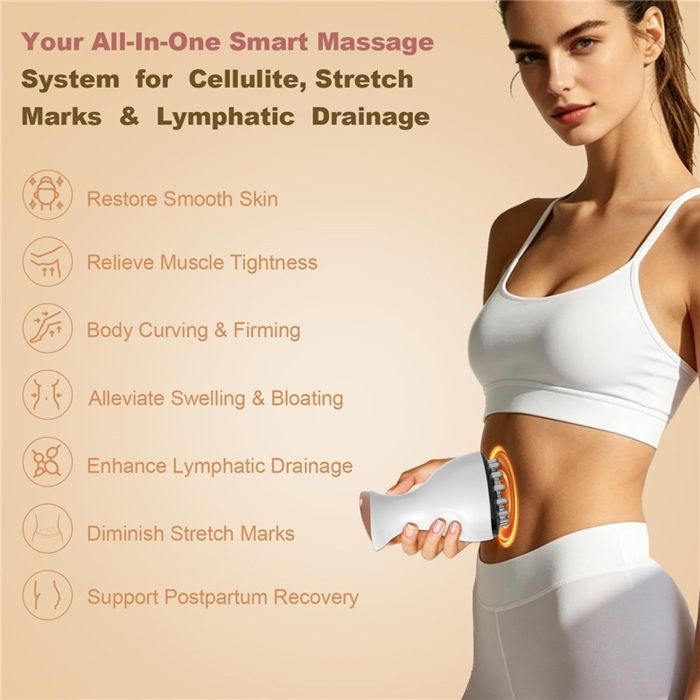 Your All-In-One Smart Massage
System for Cellulite, Stretch
Marks & Lymphatic Drainage
Restore Smooth Skin
Relieve Muscle Tightness
Body Curving & Firming
Alleviate Swelling & Bloating
Enhance Lymphatic Drainage
Diminish Stretch Marks
Support Postpartum Recovery